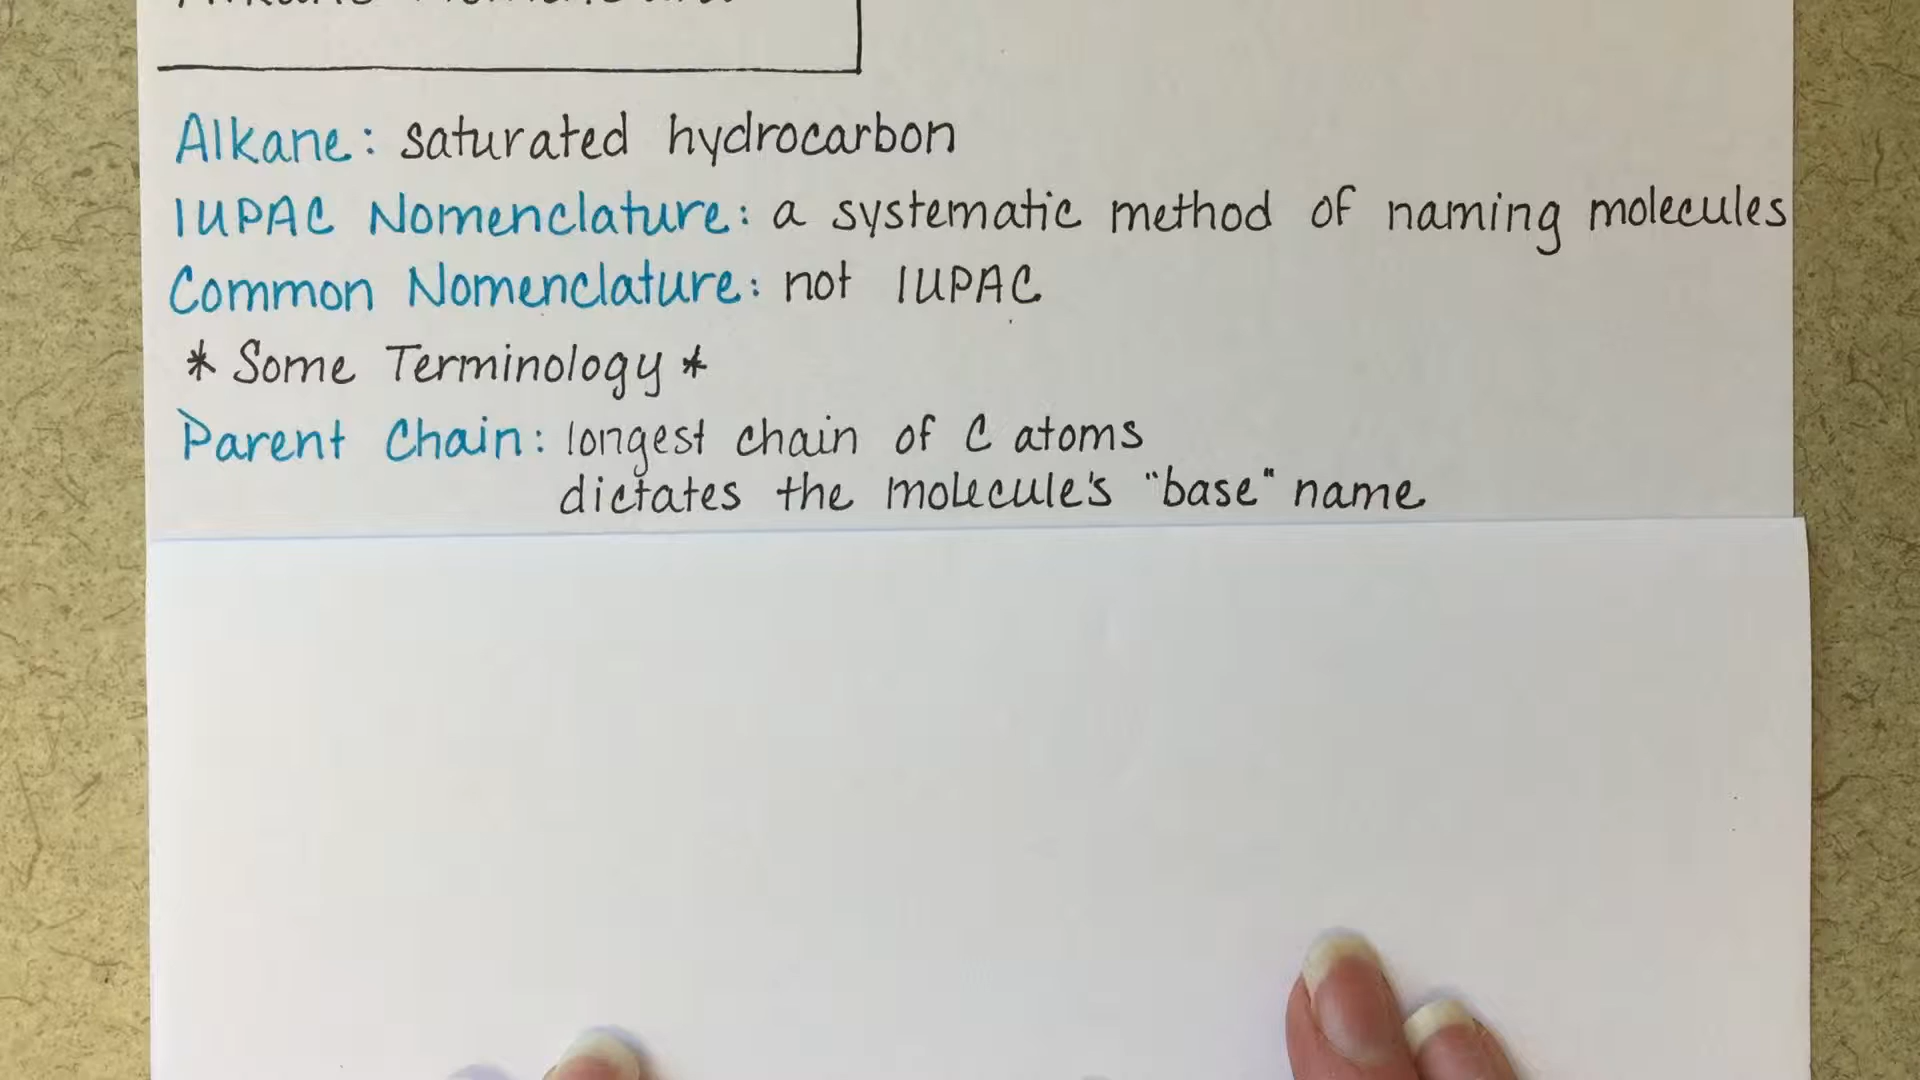 Alkane: saturated hydrocarbon
IUPAC Nomenclature: a systematic method of naming molecules
Common Nomenclature: not IUPAC
* Some Terminology *
Parent Chain: longest chain of C atoms
dictates the molecule's "base" name